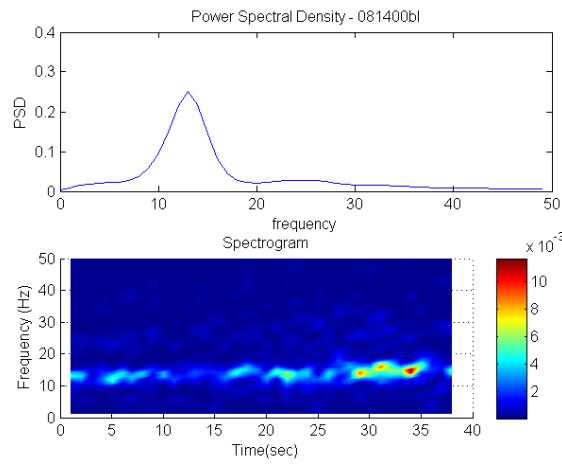 Power Spectral Density - 081400bl
0.4
0.3
0.2
0.1
0
PSD
0 10 20 30 40 50
frequency
Spectrogram
x 10^-3
50
40
30
20
10
0
Frequency (Hz)
10
8
6
4
2
0 5 10 15 20 25 30 35 40
Time(sec)